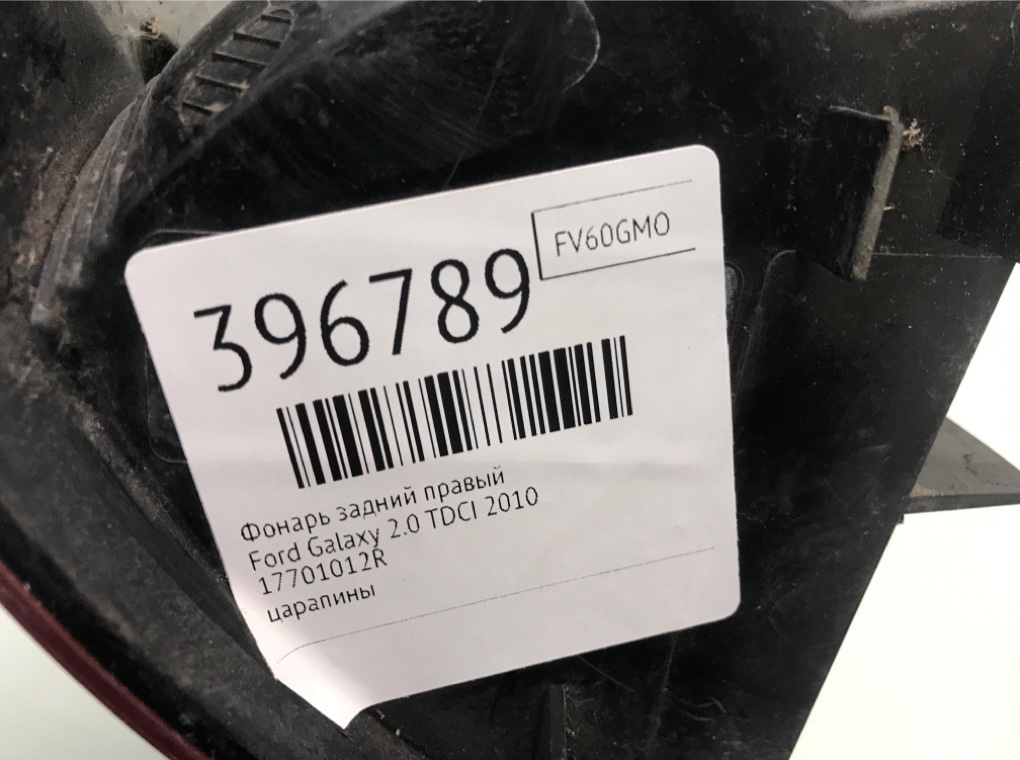 FV60GMO
396789
Фонарь задний правый
Ford Galaxy 2.0 TDCI 2010
17701012R
царапины